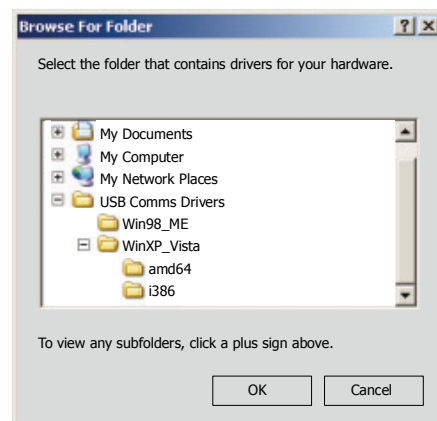 Browse For Folder
Select the folder that contains drivers for your hardware.
My Documents
My Computer
My Network Places
USB Comms Drivers
Win98_ME
WinXP_Vista
amd64
i386
To view any subfolders, click a plus sign above.
OK Cancel